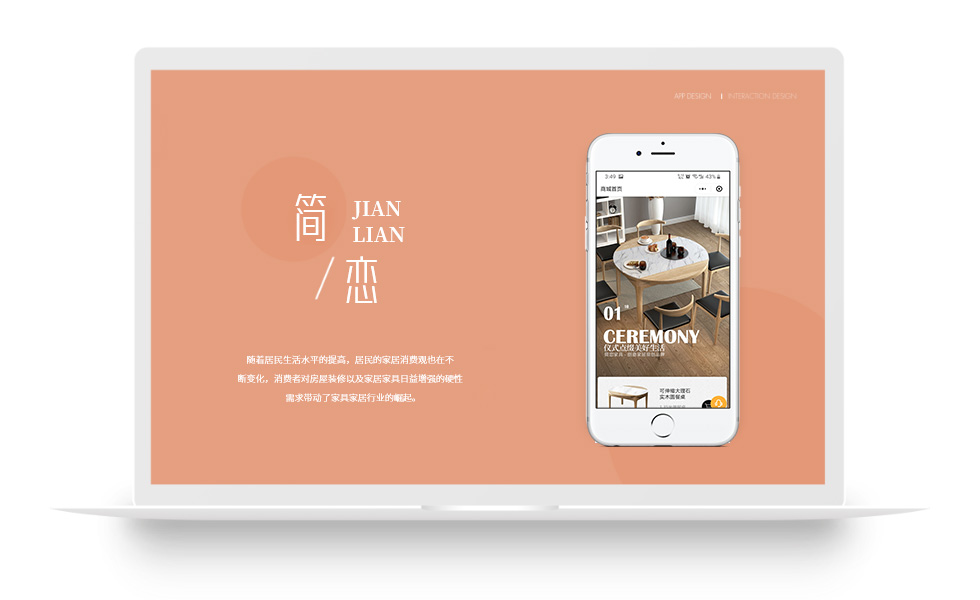 APP DESIGN | INTERACTION DESIGN
简 JIAN
LIAN
/ 恋
随着居民生活水平的提高，居民的家居消费观也在不
断变化，消费者对房屋装修以及家居家具日益增强的硬性
需求带动了家具家居行业的崛起。
3:49 43%
商城首页
01
CEREMONY
仪式点缀美好生活
可伸缩大理石
实木圆餐桌